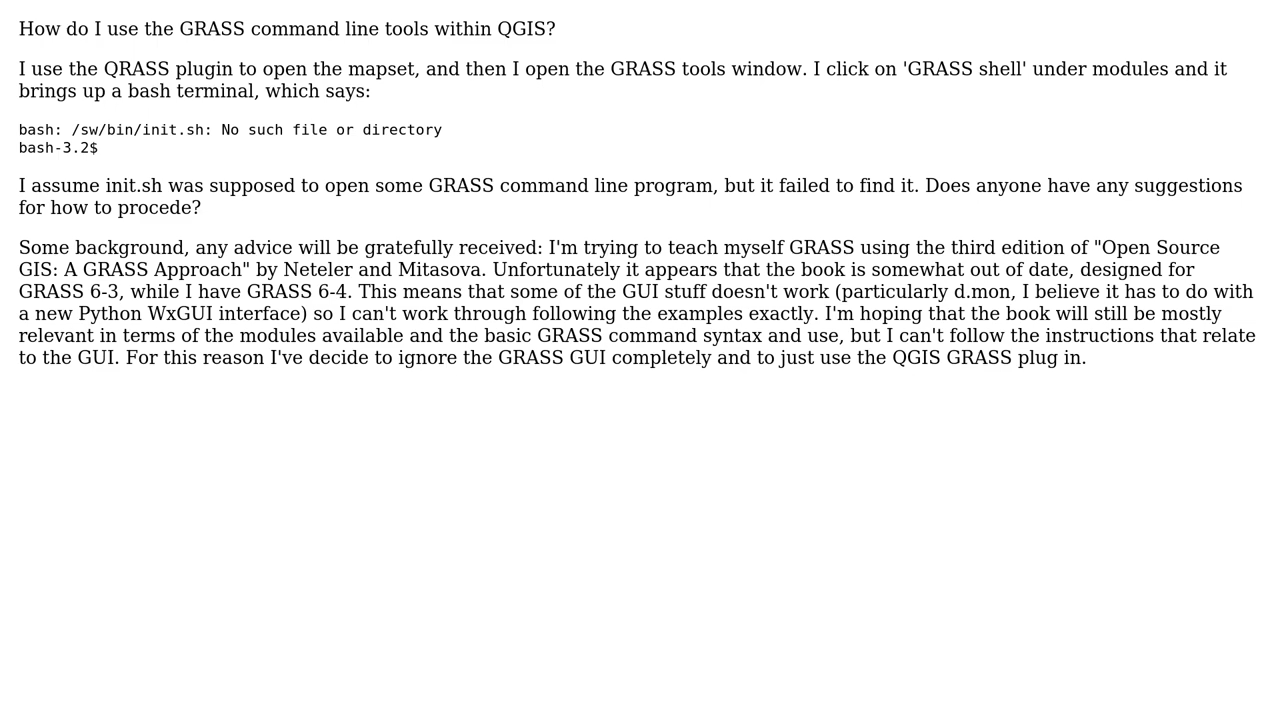 How do I use the GRASS command line tools within QGIS?
I use the QRASS plugin to open the mapset, and then I open the GRASS tools window. I click on 'GRASS shell' under modules and it
brings up a bash terminal, which says:
bash: /sw/bin/init.sh: No such file or directory
bash-3.2$
I assume init.sh was supposed to open some GRASS command line program, but it failed to find it. Does anyone have any suggestions
for how to procede?
Some background, any advice will be gratefully received: I'm trying to teach myself GRASS using the third edition of "Open Source
GIS: A GRASS Approach" by Neteler and Mitasova. Unfortunately it appears that the book is somewhat out of date, designed for
GRASS 6-3, while I have GRASS 6-4. This means that some of the GUI stuff doesn't work (particularly d.mon, I believe it has to do with
a new Python WxGUI interface) so I can't work through following the examples exactly. I'm hoping that the book will still be mostly
relevant in terms of the modules available and the basic GRASS command syntax and use, but I can't follow the instructions that relate
to the GUI. For this reason I've decide to ignore the GRASS GUI completely and to just use the QGIS GRASS plug in.